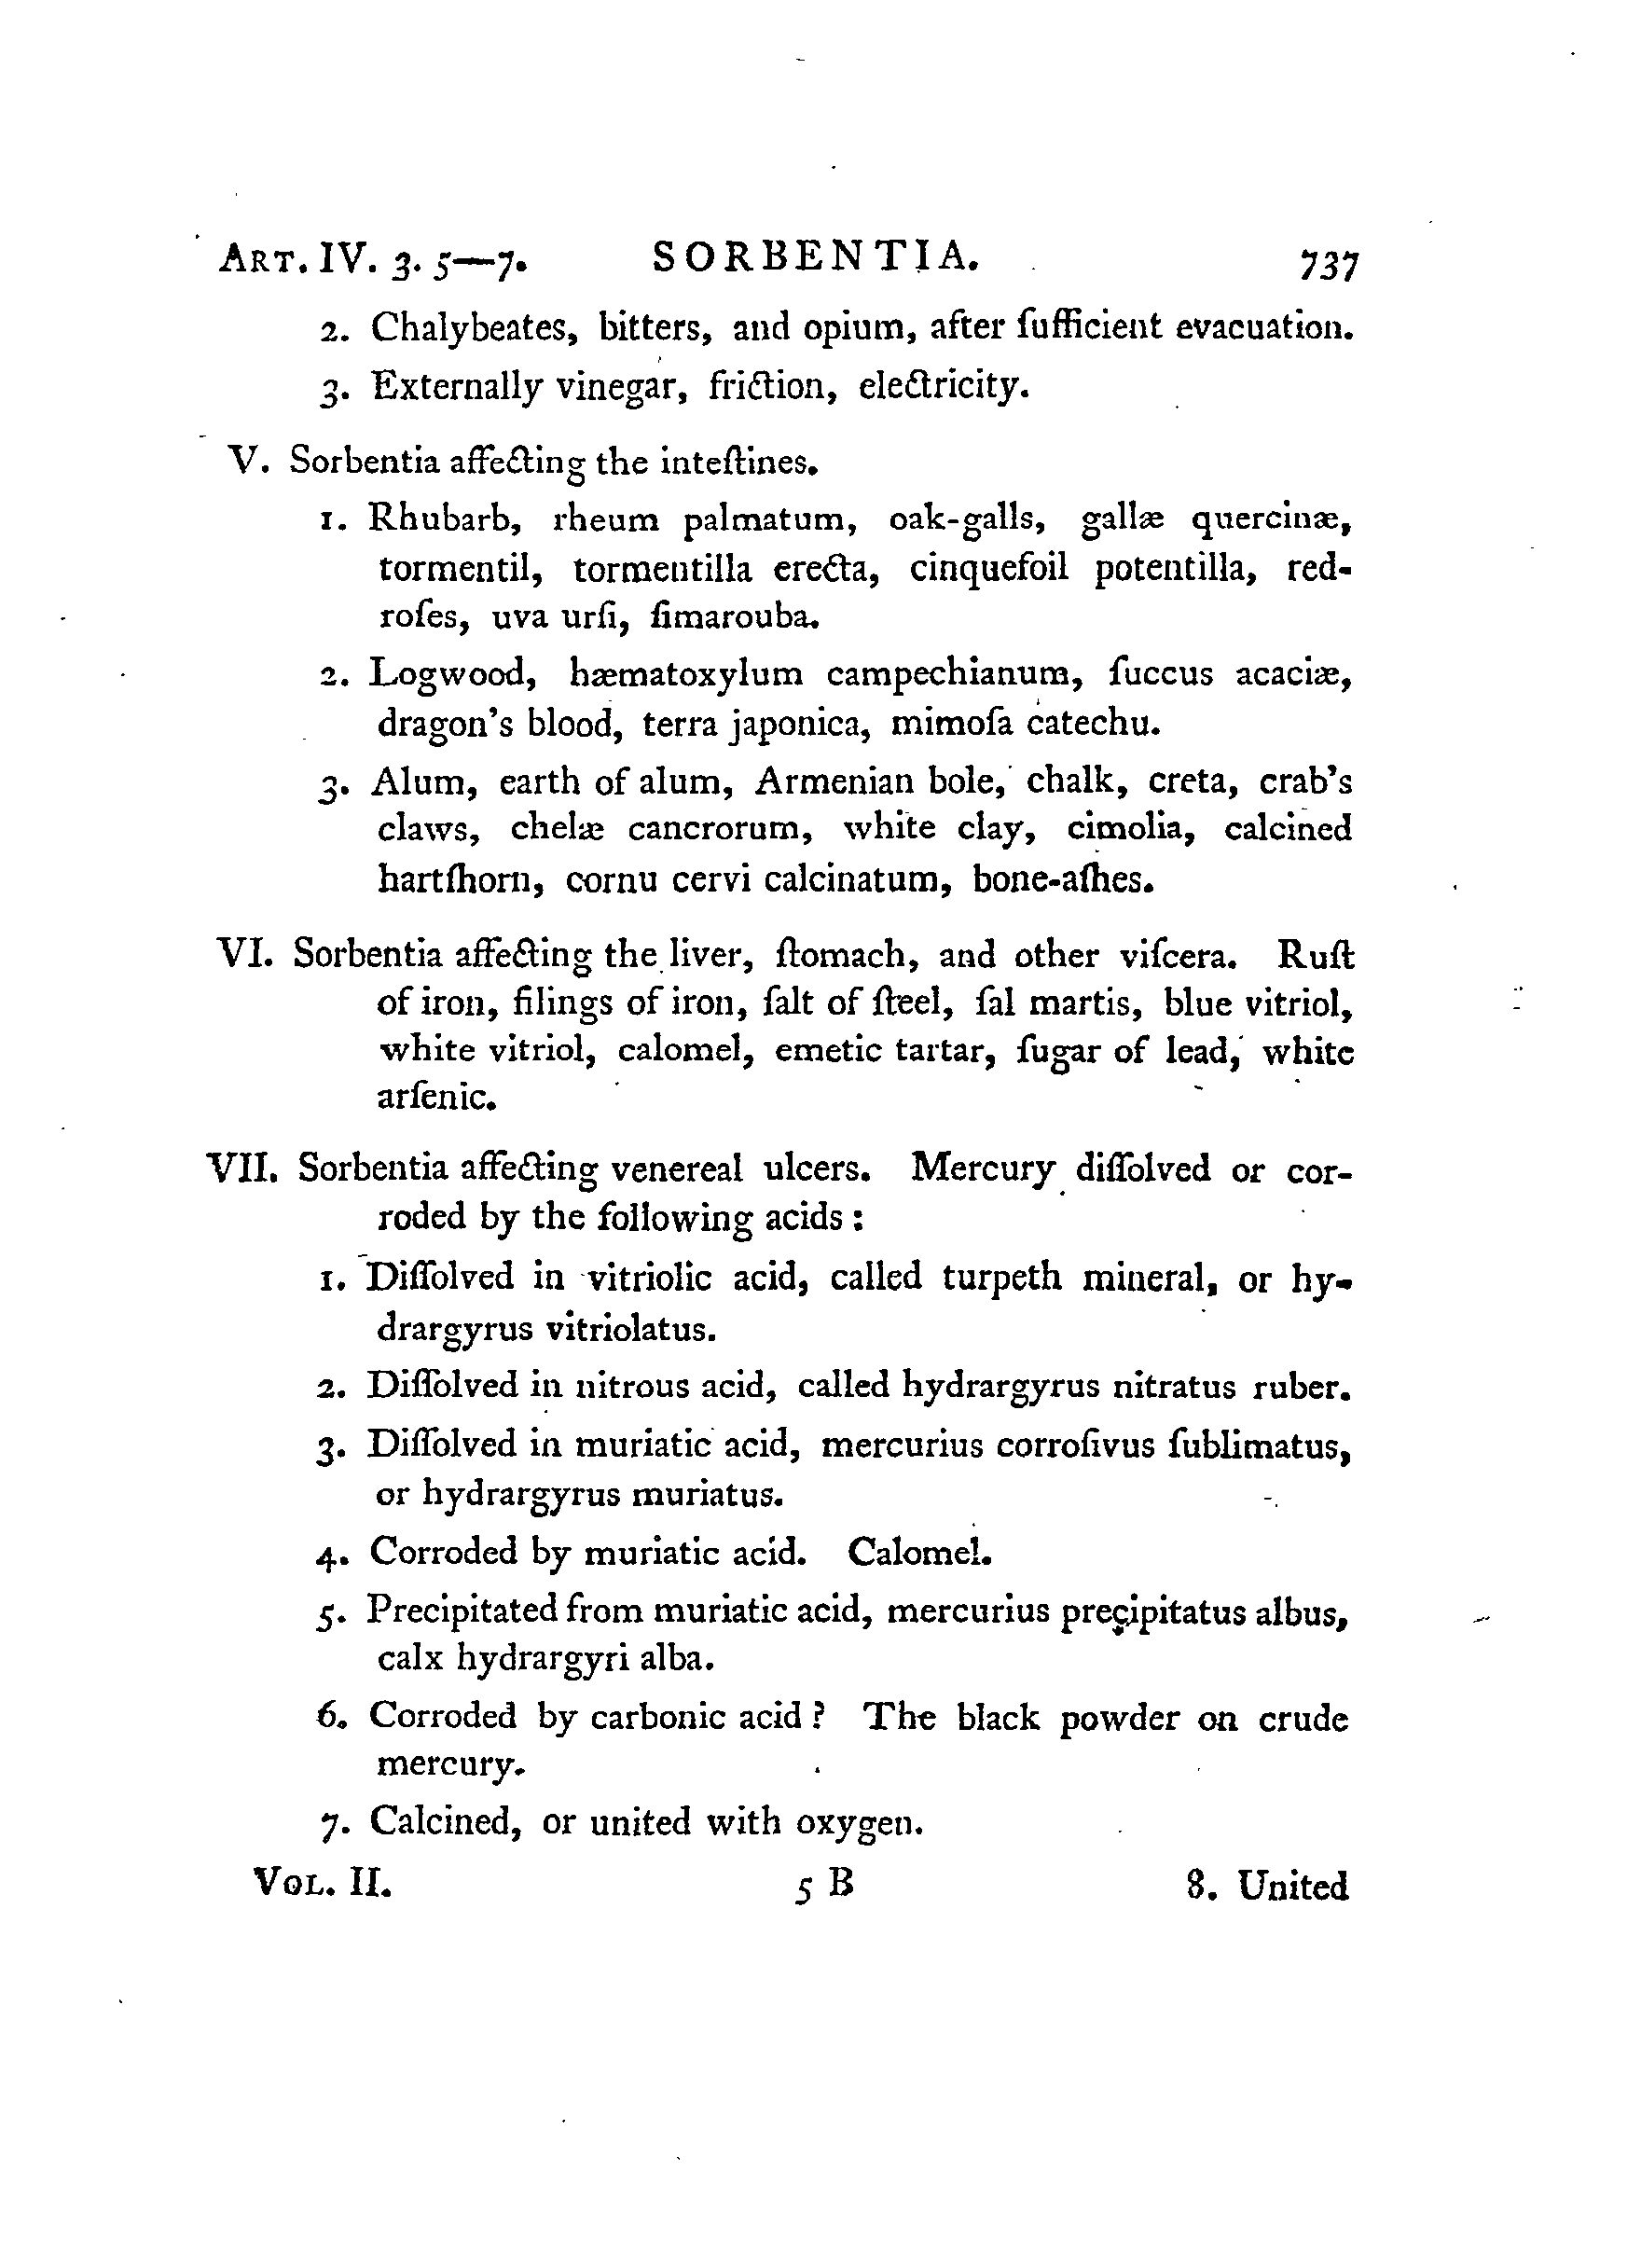 ART. IV. 3. 5—7. SORBENTIA. 737
2. Chalybeates, bitters, and opium, after ſufficient evacuation.
3. Externally vinegar, friction, electricity.
V. Sorbentia affecting the inteſtines.
1. Rhubarb, rheum palmatum, oak-galls, gallæ quercinæ,
tormentil, tormentilla erecta, cinquefoil potentilla, red-
roſes, uva urſi, ſimarouba.
2. Logwood, hæmatoxylum campechianum, ſuccus acaciæ,
dragon's blood, terra japonica, mimoſa catechu.
3. Alum, earth of alum, Armenian bole, chalk, creta, crab's
claws, chelæ cancrorum, white clay, cimolia, calcined
hartſhorn, cornu cervi calcinatum, bone-aſhes.
VI. Sorbentia affecting the liver, ſtomach, and other viſcera. Ruſt
of iron, filings of iron, ſalt of ſteel, ſal martis, blue vitriol,
white vitriol, calomel, emetic tartar, ſugar of lead, white
arſenic.
VII. Sorbentia affecting venereal ulcers. Mercury diſſolved or cor-
roded by the following acids :
1. Diſſolved in vitriolic acid, called turpeth mineral, or hy-
drargyrus vitriolatus.
2. Diſſolved in nitrous acid, called hydrargyrus nitratus ruber.
3. Diſſolved in muriatic acid, mercurius corroſivus ſublimatus,
or hydrargyrus muriatus.
4. Corroded by muriatic acid. Calomel.
5. Precipitated from muriatic acid, mercurius precipitatus albus,
calx hydrargyri alba.
6. Corroded by carbonic acid ? The black powder on crude
mercury.
7. Calcined, or united with oxygen.
VOL. II. 5 B 8. United